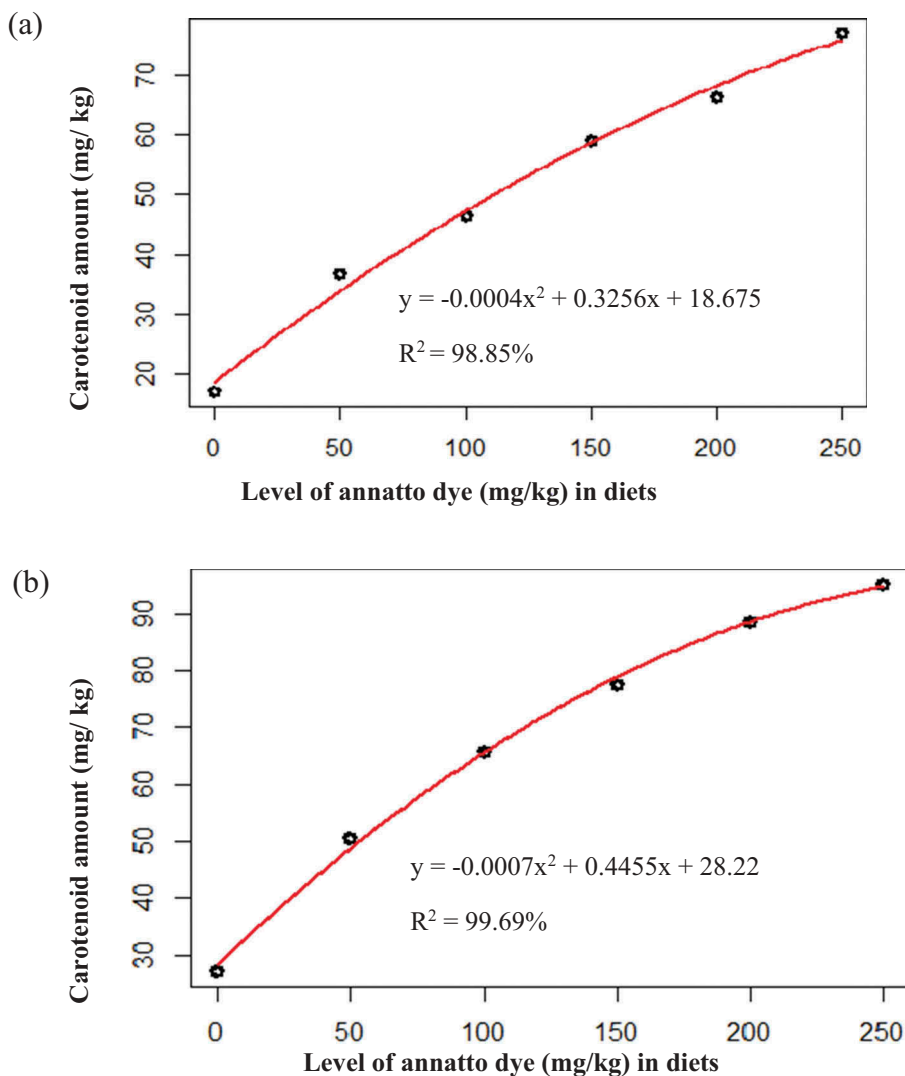 (a)
Carotenoid amount (mg/ kg)
70
60
50
40
30
20
y = -0.0004x² + 0.3256x + 18.675
R² = 98.85%
0 50 100 150 200 250
Level of annatto dye (mg/kg) in diets
(b)
Carotenoid amount (mg/ kg)
90
80
70
60
50
40
30
y = -0.0007x² + 0.4455x + 28.22
R² = 99.69%
0 50 100 150 200 250
Level of annatto dye (mg/kg) in diets